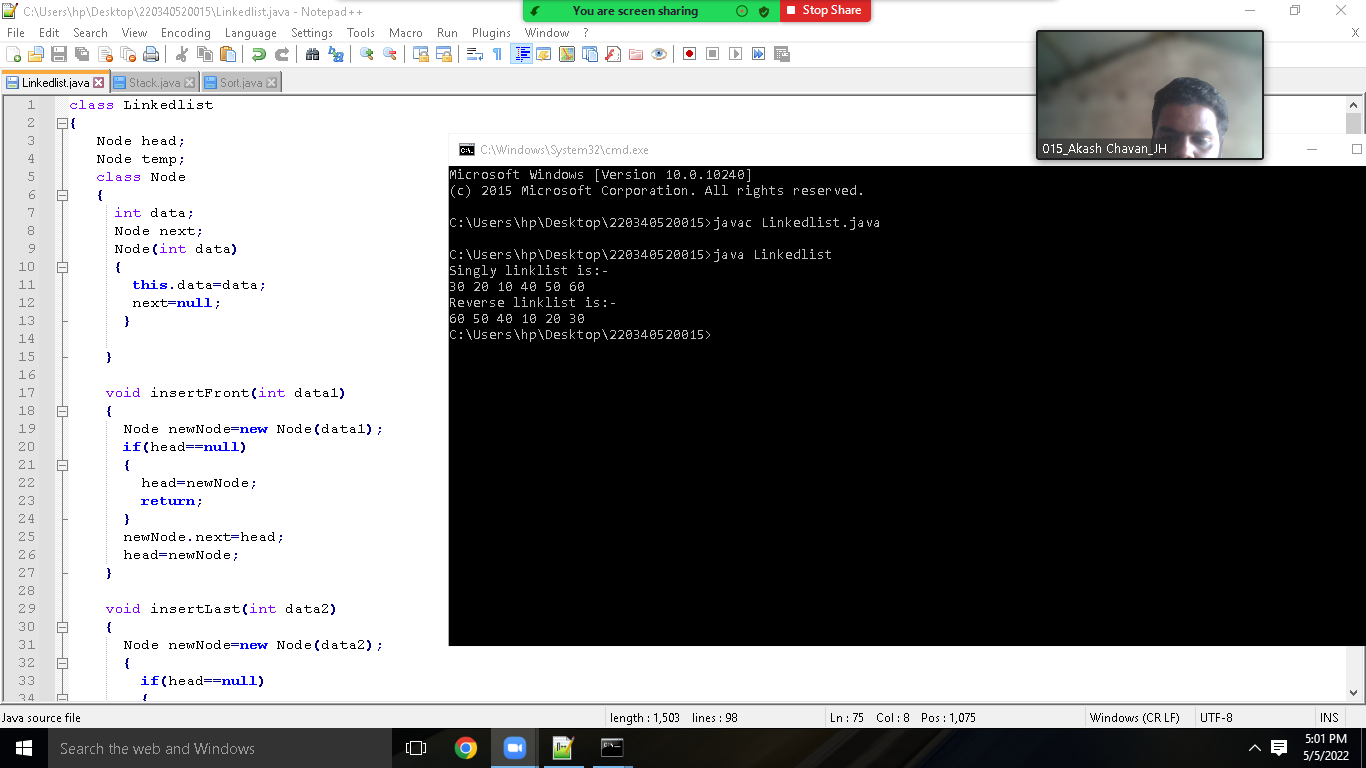 C:\Users\hp\Desktop\220340520015\Linkedlist.java - Notepad++
You are screen sharing
Stop Share
File Edit Search View Encoding Language Settings Tools Macro Run Plugins Window ?
X
Linkedlist.java Stack.java Sort.java
1 class Linkedlist
2 {
3 Node head;
4 Node temp;
5 class Node
6 {
7 int data;
8 Node next;
9 Node(int data)
10 {
11 this.data=data;
12 next=null;
13 }
14
15 }
16
17 void insertFront(int data1)
18 {
19 Node newNode=new Node(data1);
20 if(head==null)
21 {
22 head=newNode;
23 return;
24 }
25 newNode.next=head;
26 head=newNode;
27 }
28
29 void insertLast(int data2)
30 {
31 Node newNode=new Node(data2);
32 {
33 if(head==null)
34 {
015_Akash Chavan_JH
C:\Windows\System32\cmd.exe
Microsoft Windows [Version 10.0.10240]
(c) 2015 Microsoft Corporation. All rights reserved.
C:\Users\hp\Desktop\220340520015>javac Linkedlist.java
C:\Users\hp\Desktop\220340520015>java Linkedlist
Singly linklist is:-
30 20 10 40 50 60
Reverse linklist is:-
60 50 40 10 20 30
C:\Users\hp\Desktop\220340520015>
Java source file length : 1,503 lines : 98 Ln : 75 Col : 8 Pos : 1,075 Windows (CR LF) UTF-8 INS
Search the web and Windows
5:01 PM
5/5/2022